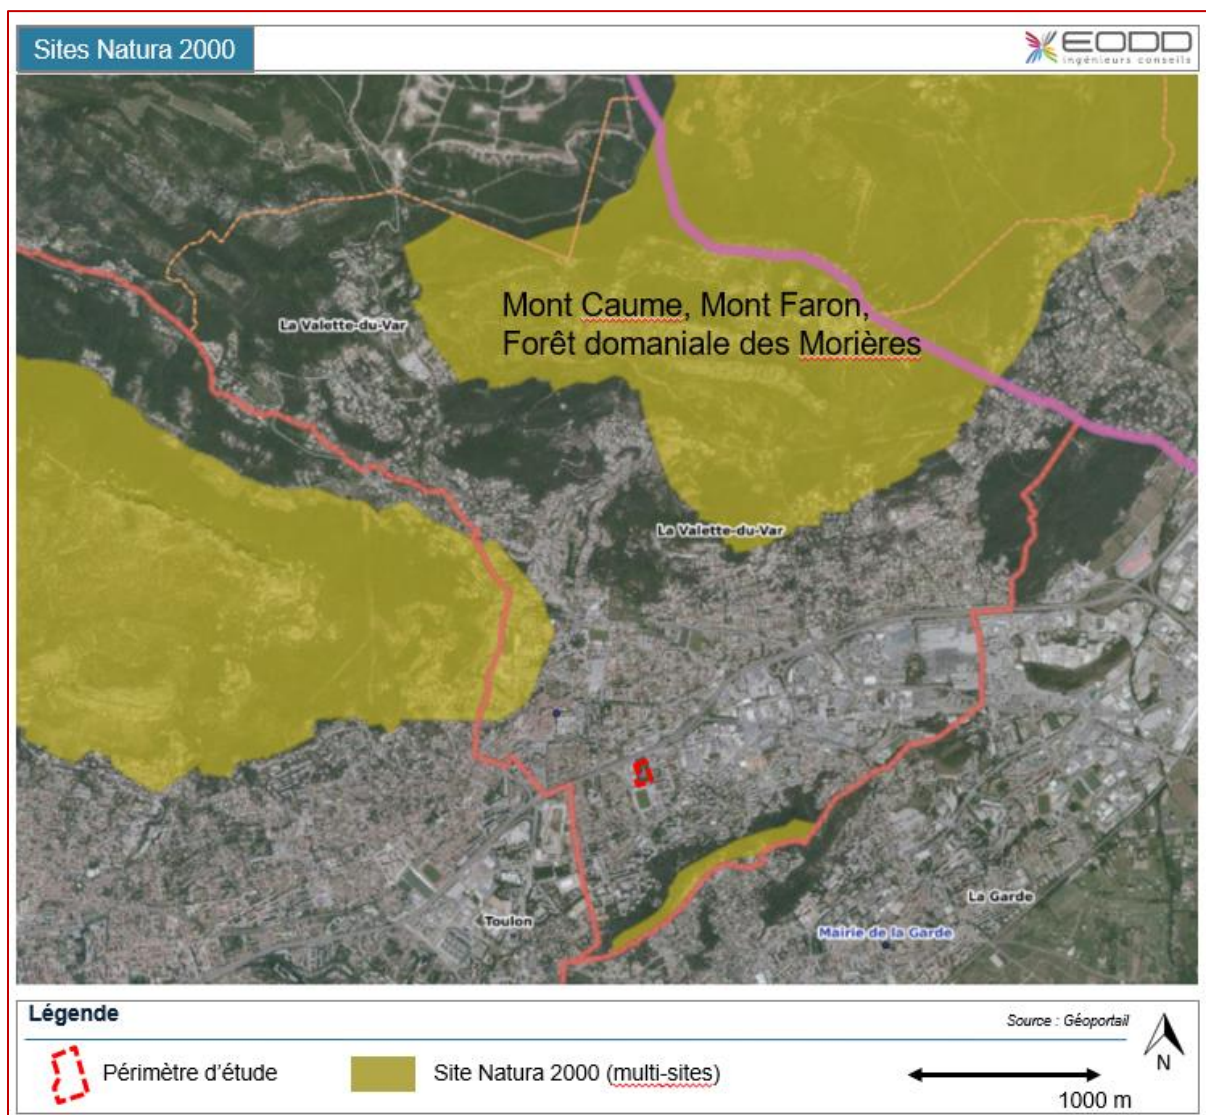 Sites Natura 2000
EODD
ingénieurs conseils
Mont Caume, Mont Faron,
Forêt domaniale des Morières
La Valette-du-Var
La Valette-du-Var
La Garde
Toulon
Mairie de la Garde
Légende
Source : Géoportail
Périmètre d'étude
Site Natura 2000 (multi-sites)
N
1000 m